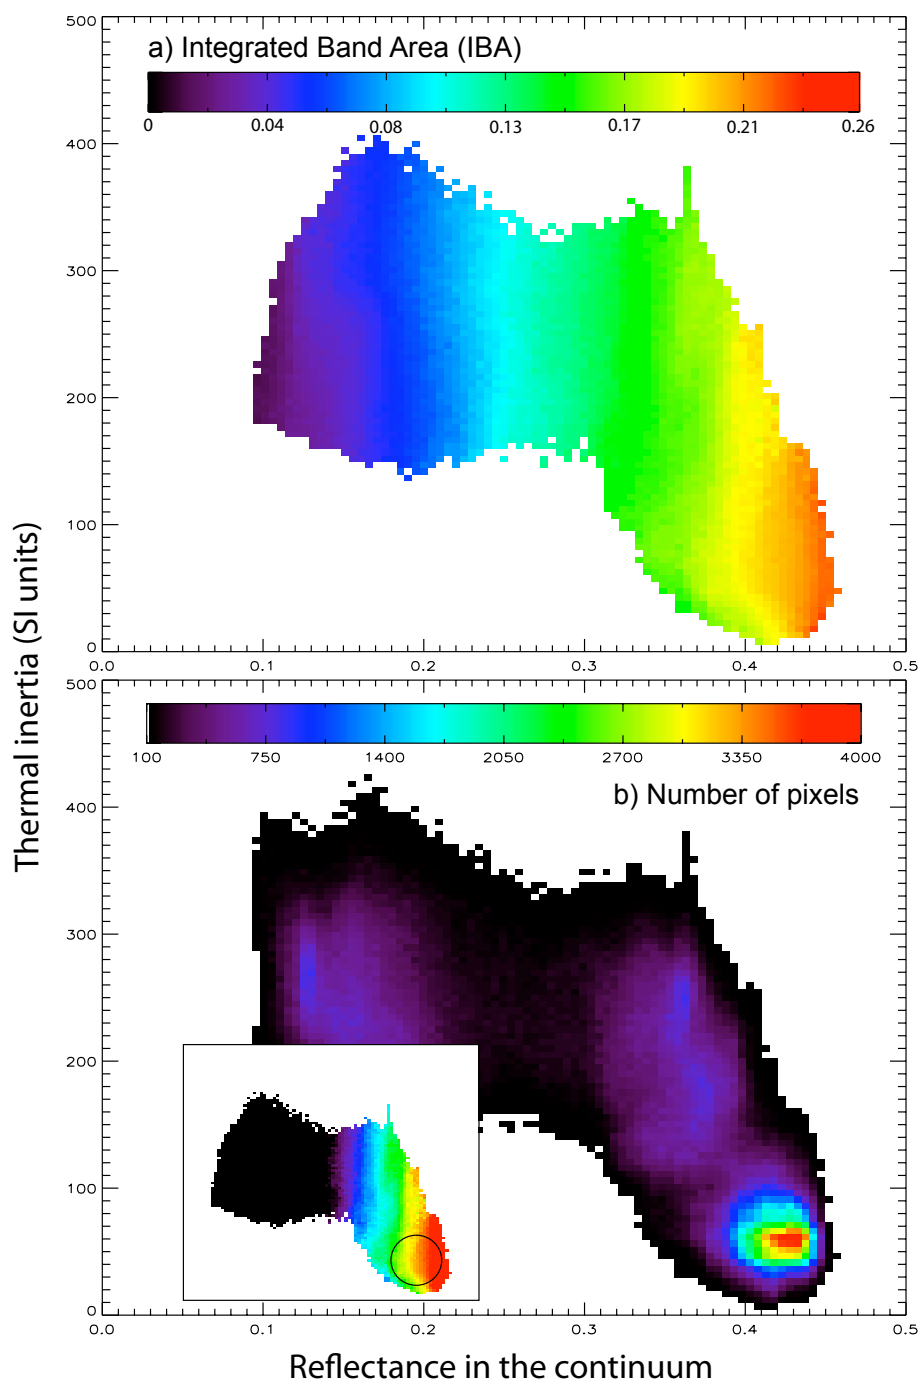 500
a) Integrated Band Area (IBA)
0 0.04 0.08 0.13 0.17 0.21 0.26
400
300
200
100
0
0.0 0.1 0.2 0.3 0.4 0.5
Thermal inertia (SI units)
500
100 750 1400 2050 2700 3350 4000
b) Number of pixels
400
300
200
100
0
0.0 0.1 0.2 0.3 0.4 0.5
Reflectance in the continuum